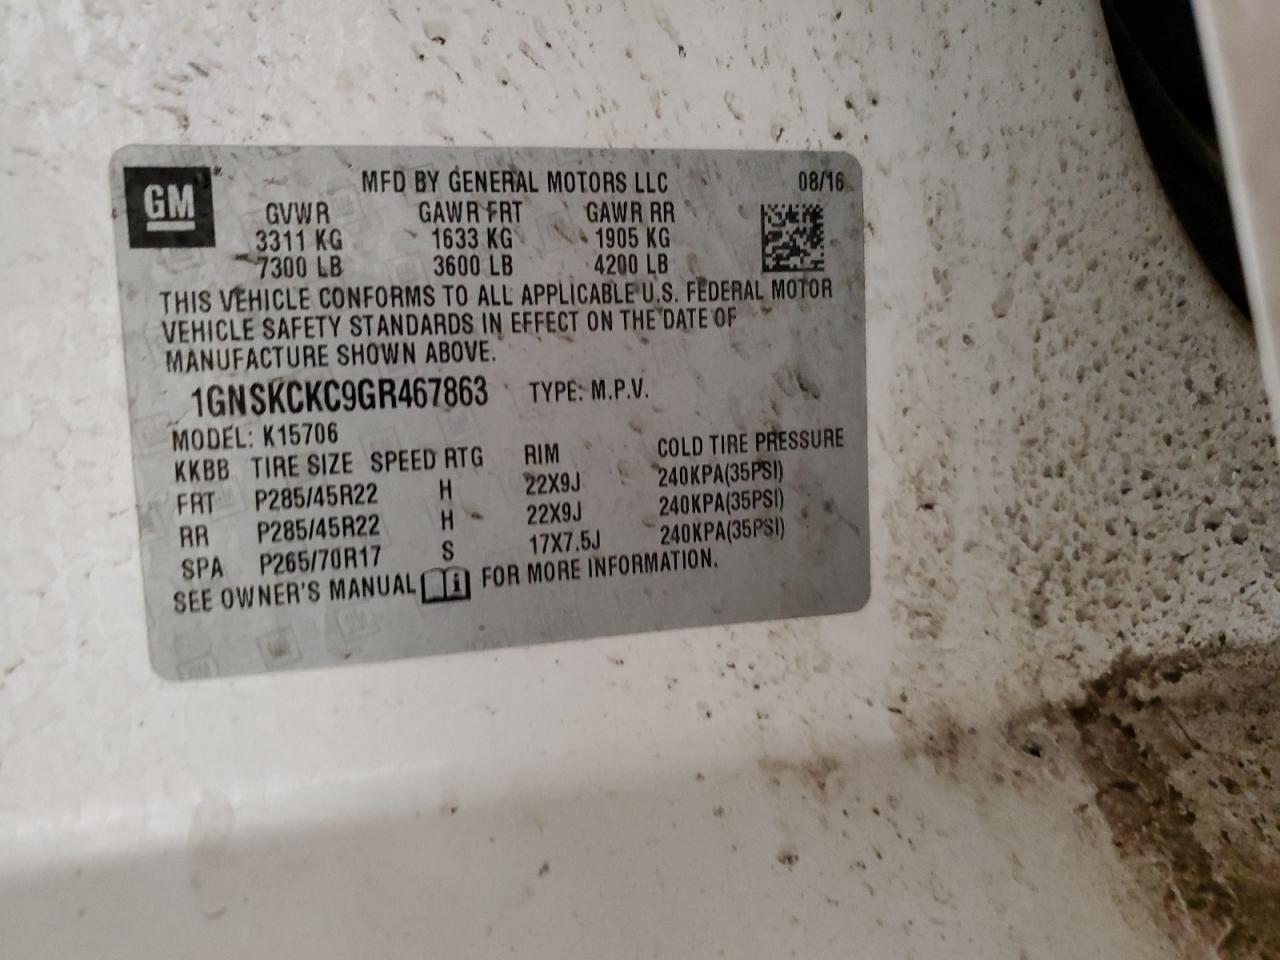 GM
MFD BY GENERAL MOTORS LLC 08/16
GVWR GAWR FRT GAWR RR
3311 KG 1633 KG 1905 KG
7300 LB 3600 LB 4200 LB
THIS VEHICLE CONFORMS TO ALL APPLICABLE U.S. FEDERAL MOTOR
VEHICLE SAFETY STANDARDS IN EFFECT ON THE DATE OF
MANUFACTURE SHOWN ABOVE.
1GNSKCKC9GR467863 TYPE: M.P.V.
MODEL: K15706
KKBB TIRE SIZE SPEED RTG RIM COLD TIRE PRESSURE
FRT P285/45R22 H 22X9J 240KPA(35PSI)
RR P285/45R22 H 22X9J 240KPA(35PSI)
SPA P265/70R17 S 17X7.5J 240KPA(35PSI)
SEE OWNER'S MANUAL FOR MORE INFORMATION.